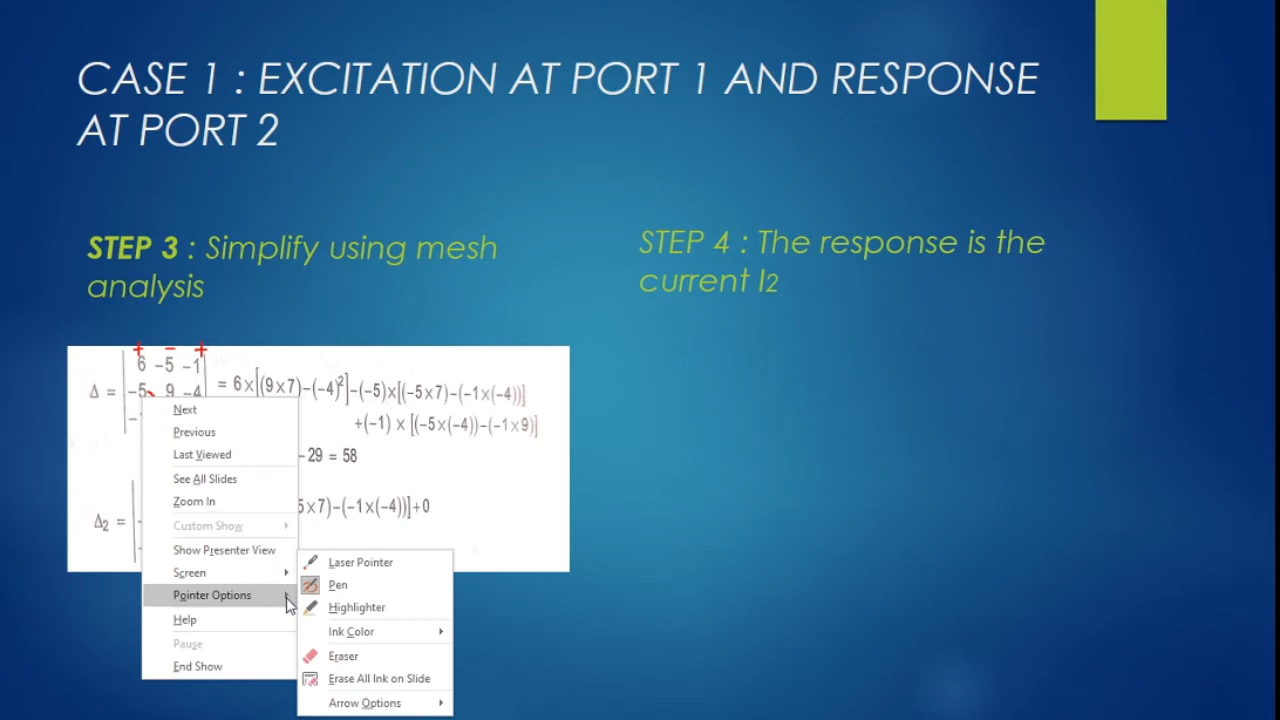 CASE 1 : EXCITATION AT PORT 1 AND RESPONSE
AT PORT 2
STEP 3 : Simplify using mesh
analysis
STEP 4 : The response is the
current I2
+ − +
6 −5 −1
Δ = −5 9 −4 = 6×[(9×7)−(−4)²]−(−5)×[(−5×7)−(−1×(−4))]
+(−1) × [(−5×(−4))−(−1×9)]
−29 = 58
Δ2 = 5×7)−(−1×(−4))]+0
Next
Previous
Last Viewed
See All Slides
Zoom In
Custom Show
Show Presenter View
Screen
Pointer Options
Help
Pause
End Show
Laser Pointer
Pen
Highlighter
Ink Color
Eraser
Erase All Ink on Slide
Arrow Options